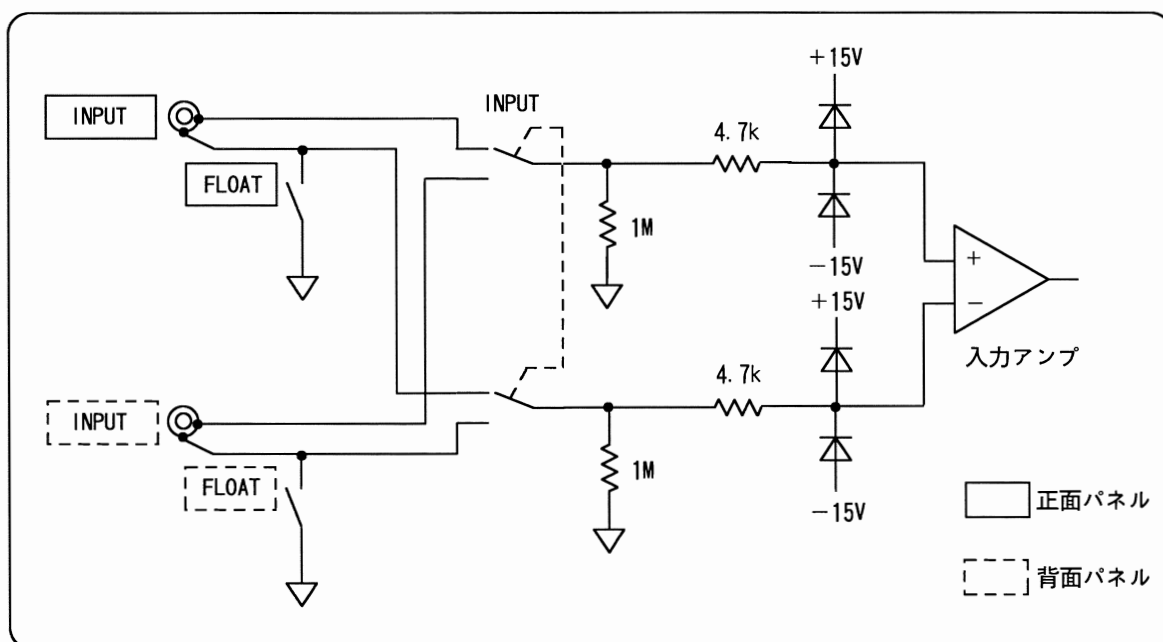 +15V
INPUT
INPUT
4.7k
FLOAT
1M
−15V
+15V
入力アンプ
4.7k
INPUT
FLOAT
1M
−15V
正面パネル
背面パネル
+
−